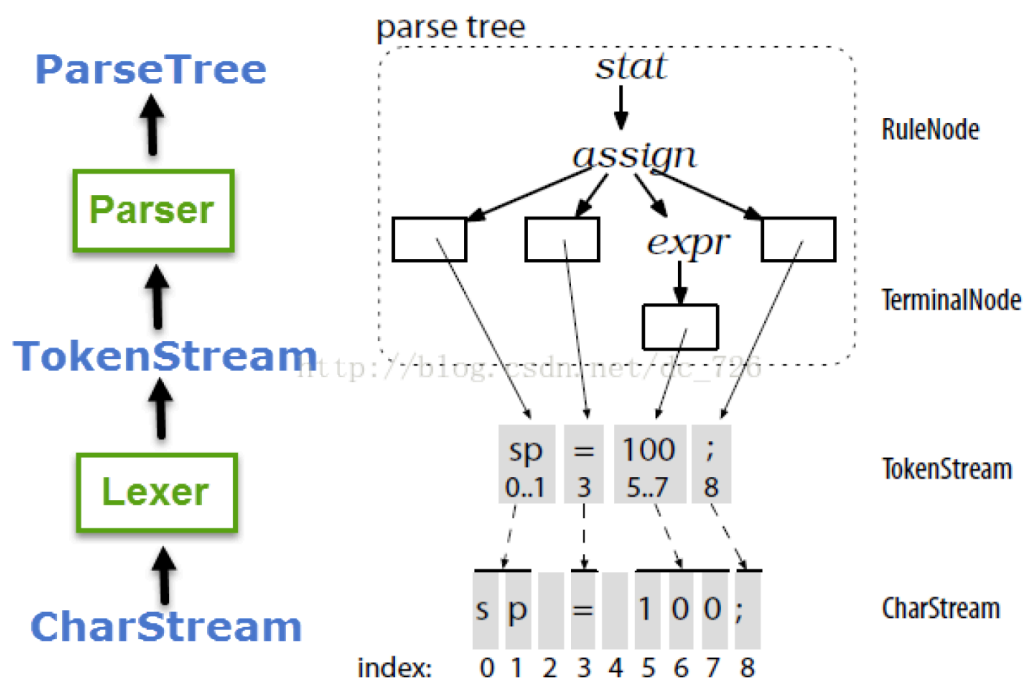 parse tree
ParseTree
stat
RuleNode
assign
Parser
expr
TerminalNode
TokenStream
http://blog.csdn.net/dc_726
sp = 100 ;
0..1 3 5..7 8
TokenStream
Lexer
s p = 1 0 0 ;
CharStream
CharStream
index: 0 1 2 3 4 5 6 7 8